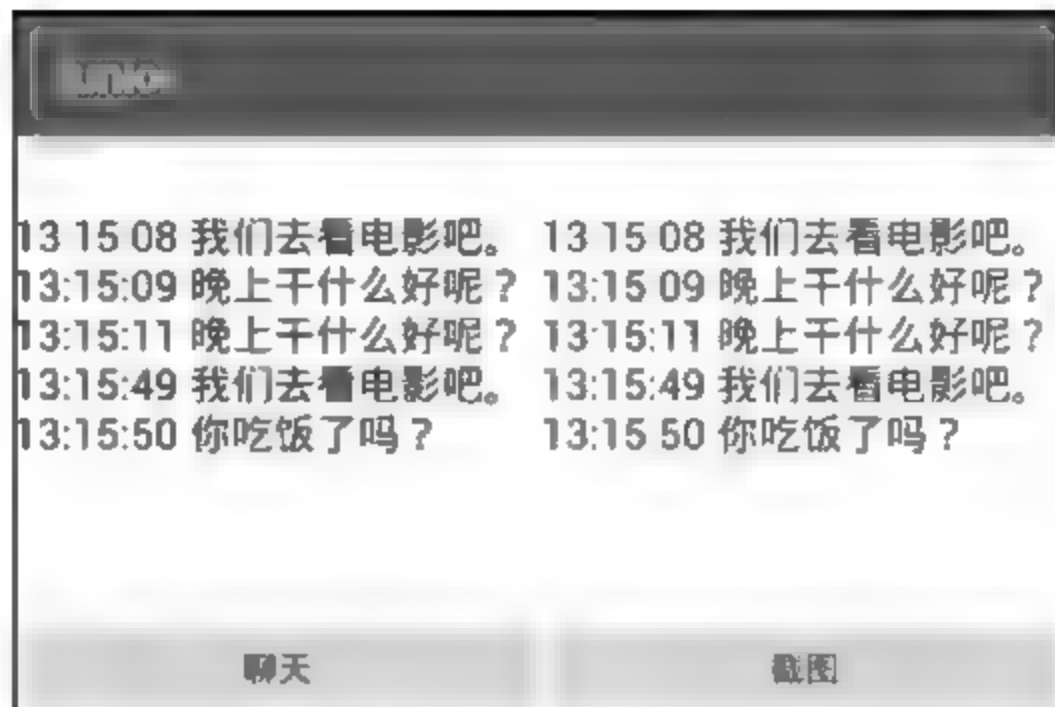 13:15:08 我们去看电影吧。 13:15:08 我们去看电影吧。
13:15:09 晚上干什么好呢？ 13:15:09 晚上干什么好呢？
13:15:11 晚上干什么好呢？ 13:15:11 晚上干什么好呢？
13:15:49 我们去看电影吧。 13:15:49 我们去看电影吧。
13:15:50 你吃饭了吗？ 13:15:50 你吃饭了吗？
聊天 截图